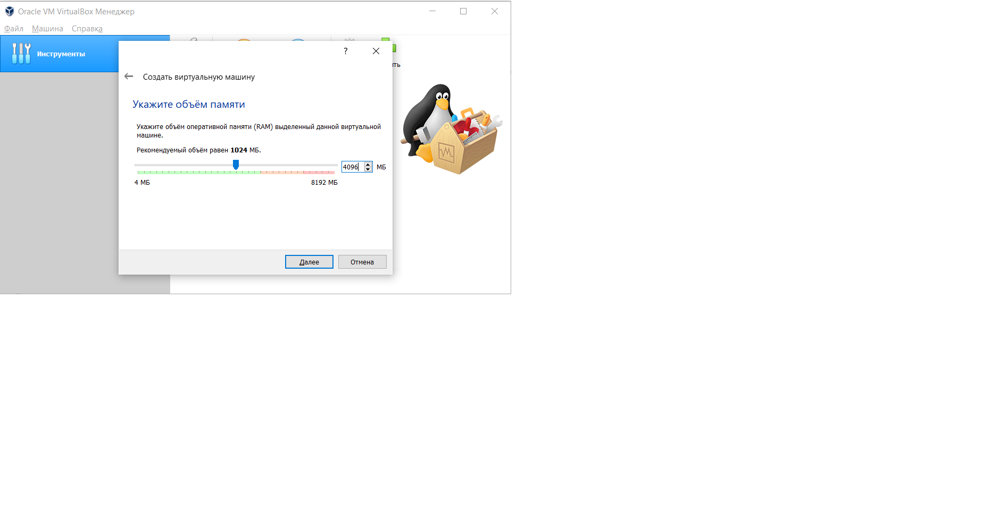 Oracle VM VirtualBox Менеджер
Файл Машина Справка
Инструменты
?
ть
Создать виртуальную машину
Укажите объём памяти
Укажите объём оперативной памяти (RAM) выделенный данной виртуальной
машине.
Рекомендуемый объём равен 1024 МБ.
4096 МБ
4 МБ 8192 МБ
Далее Отмена